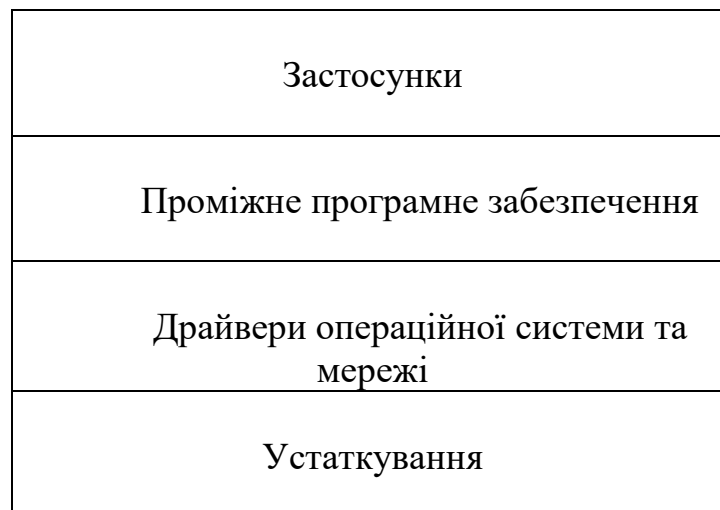 Застосунки
Проміжне програмне забезпечення
Драйвери операційної системи та
мережі
Устаткування